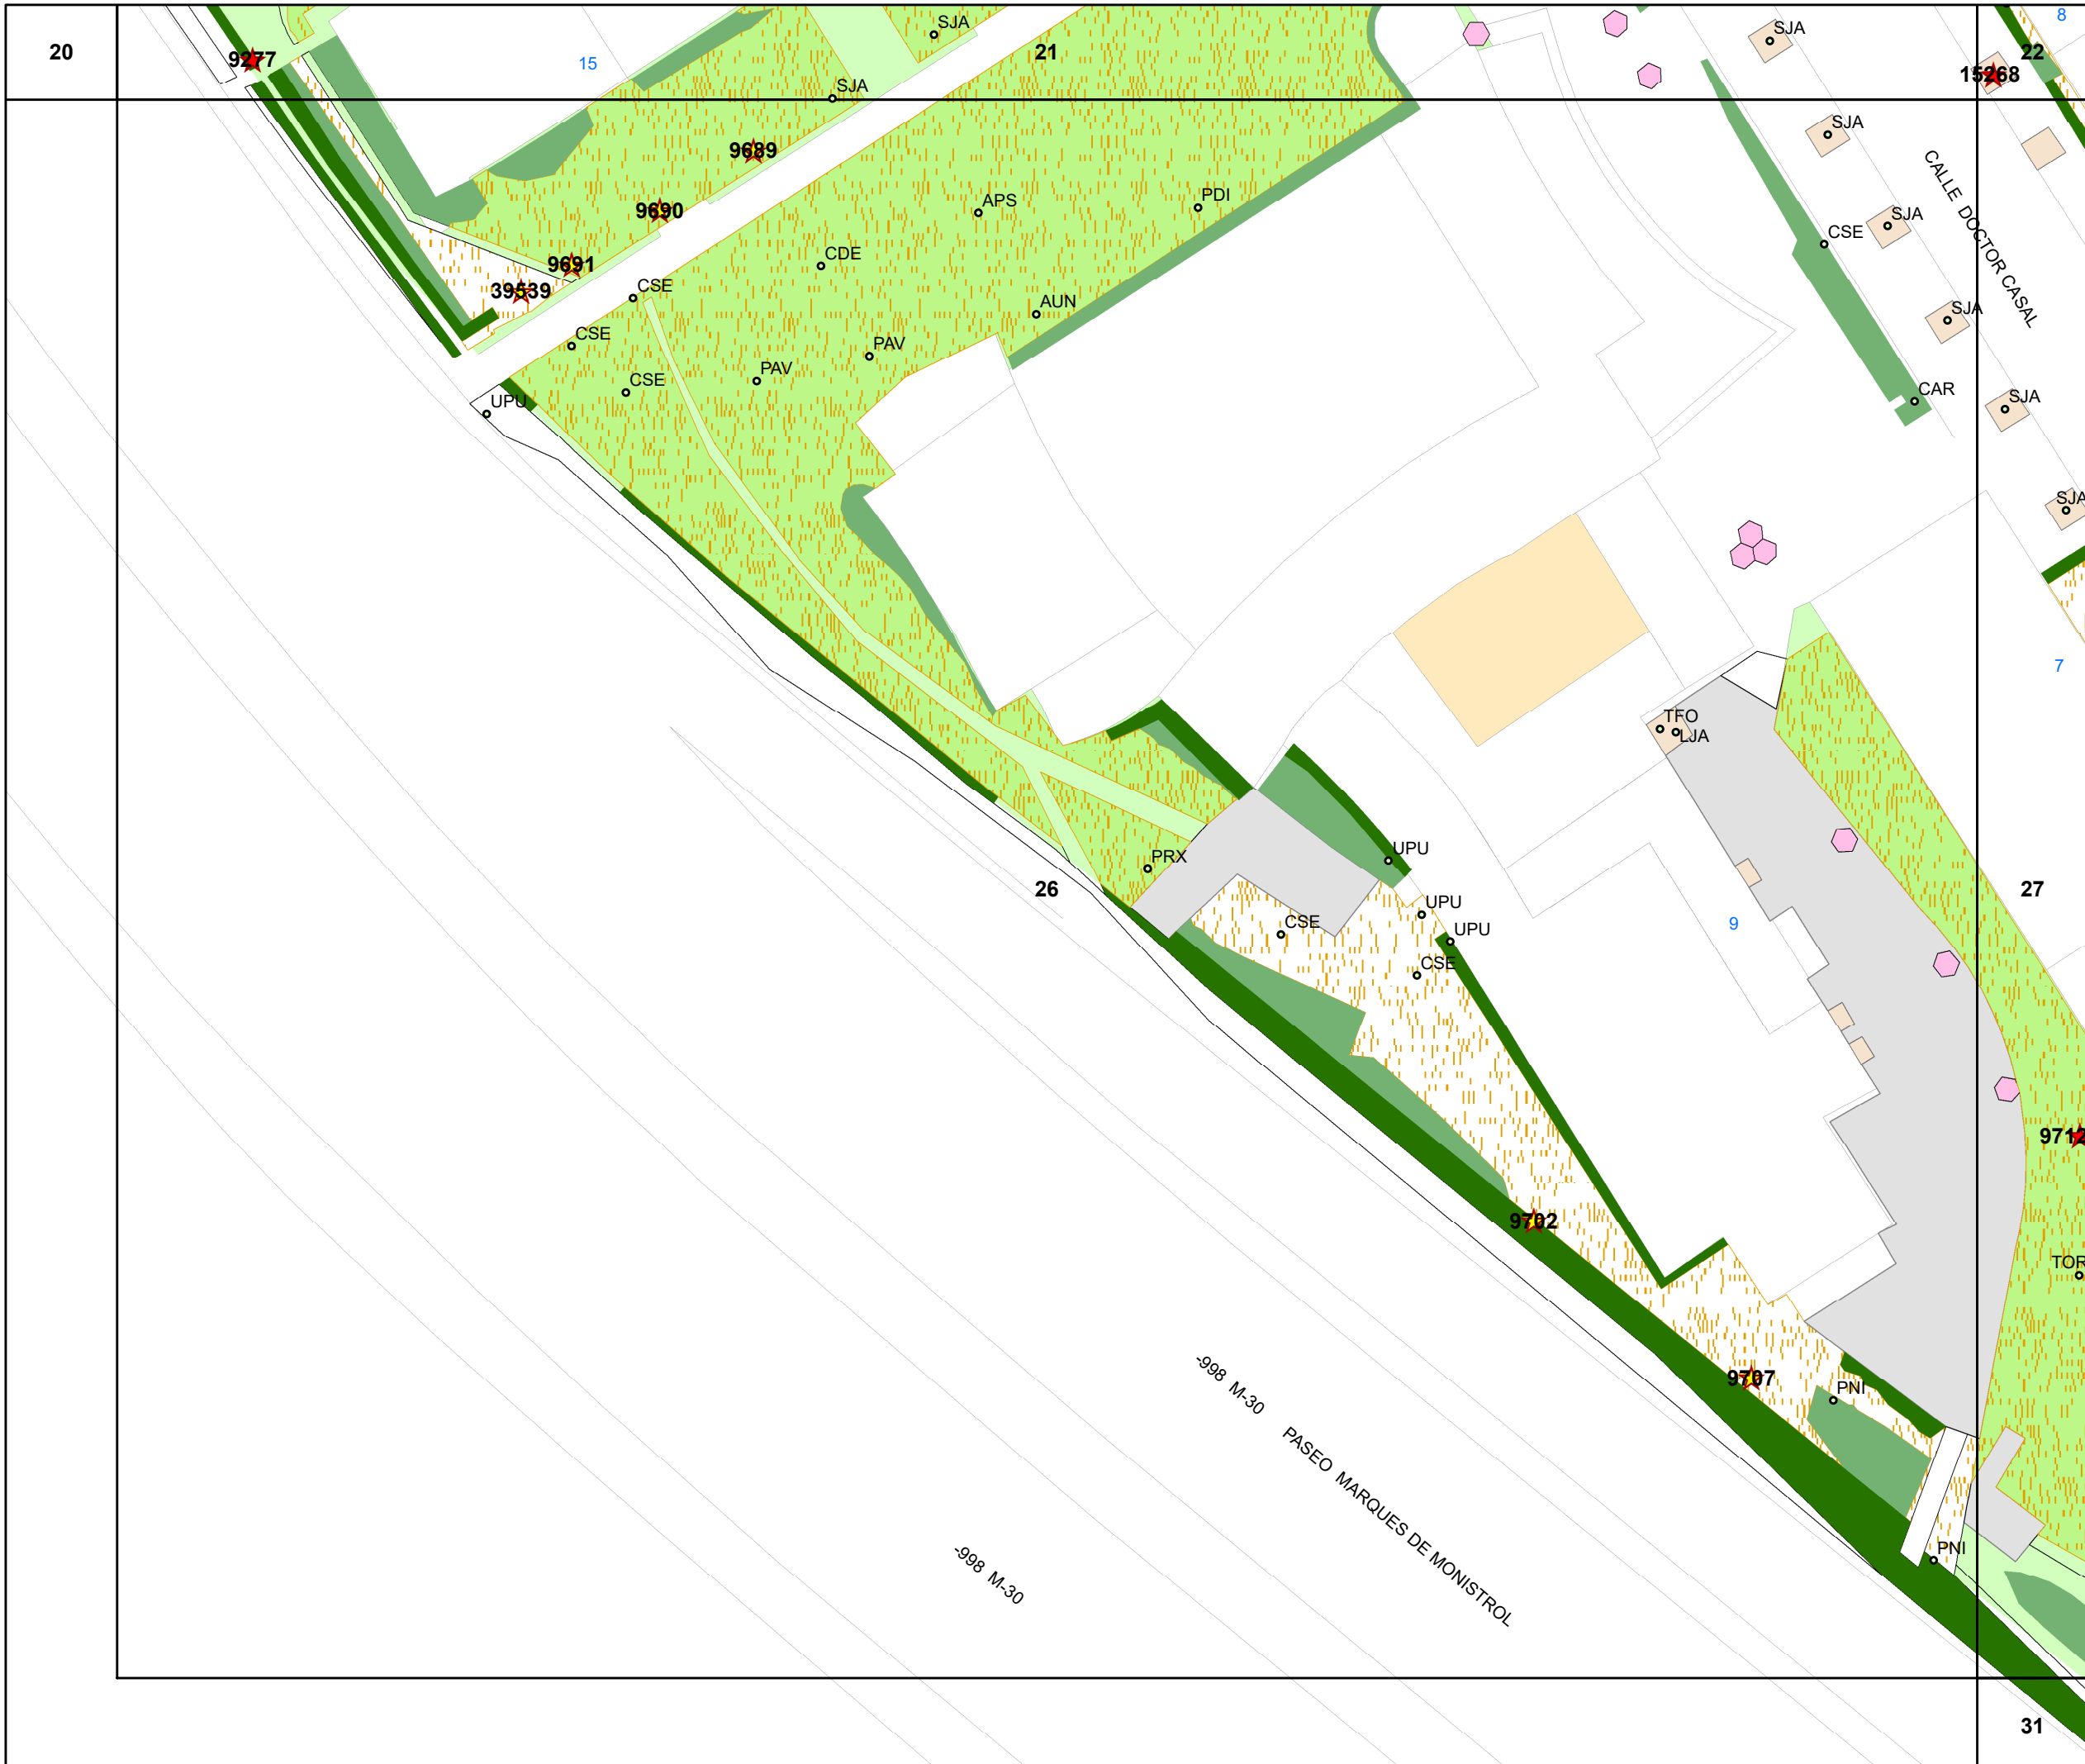 8
SJA
SJA
20
21
22
9277
15
15268
SJA
SJA
9689
CALLE DOCTOR CASAL
PDI
APS
9690
SJA
CSE
CDE
9691
39539
CSE
AUN
SJA
CSE
PAV
PAV
CSE
CAR
SJA
UPU
SJA
7
TFO
LJA
UPU
PRX
26
27
UPU
CSE
9
UPU
CSE
9712
9702
TOR
-998 M-30
9707
PNI
PASEO MARQUES DE MONISTROL
-998 M-30
PNI
31